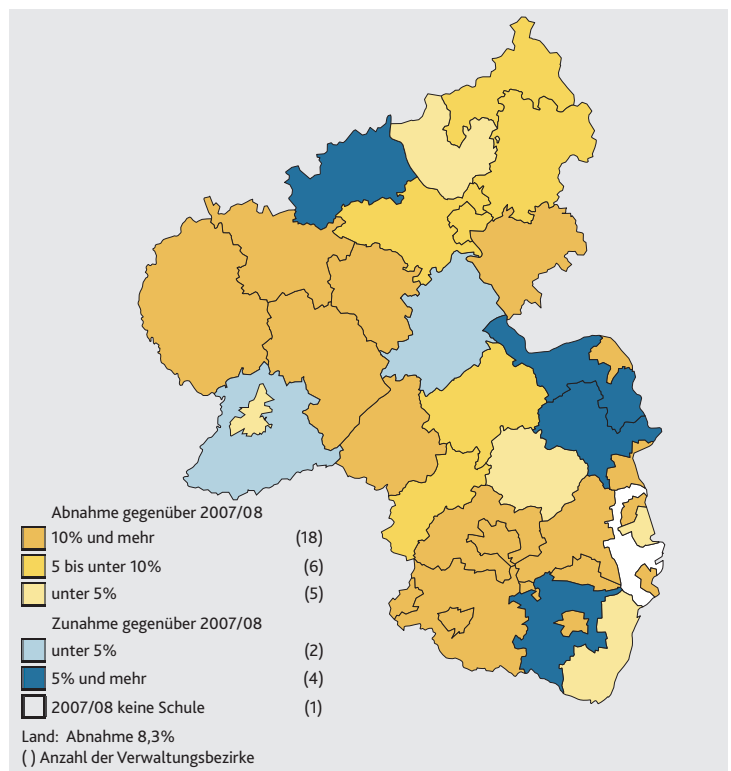 Abnahme gegenüber 2007/08
10% und mehr (18)
5 bis unter 10% (6)
unter 5% (5)
Zunahme gegenüber 2007/08
unter 5% (2)
5% und mehr (4)
2007/08 keine Schule (1)
Land: Abnahme 8,3%
( ) Anzahl der Verwaltungsbezirke